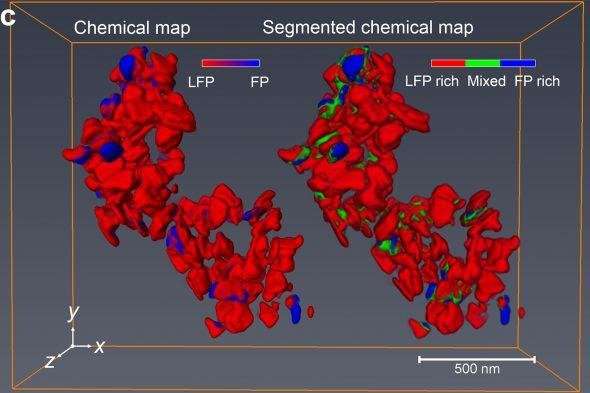 c
Chemical map
Segmented chemical map
LFP FP
LFP rich Mixed FP rich
y
x
z
500 nm